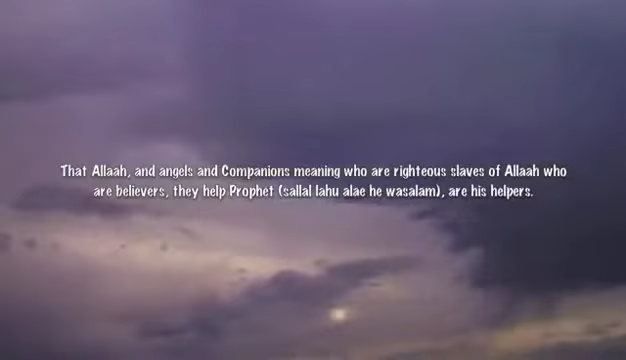 That Allaah, and angels and Companions meaning who are righteous slaves of Allaah who
are believers, they help Prophet (sallal lahu alae he wasalam), are his helpers.